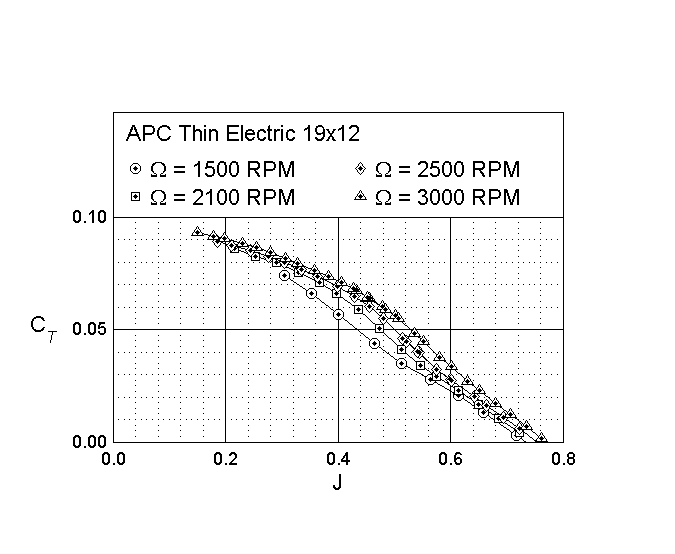 APC Thin Electric 19x12
Ω = 1500 RPM
Ω = 2500 RPM
Ω = 2100 RPM
Ω = 3000 RPM
0.10
C_T
0.05
0.00
0.0 0.2 0.4 0.6 0.8
J